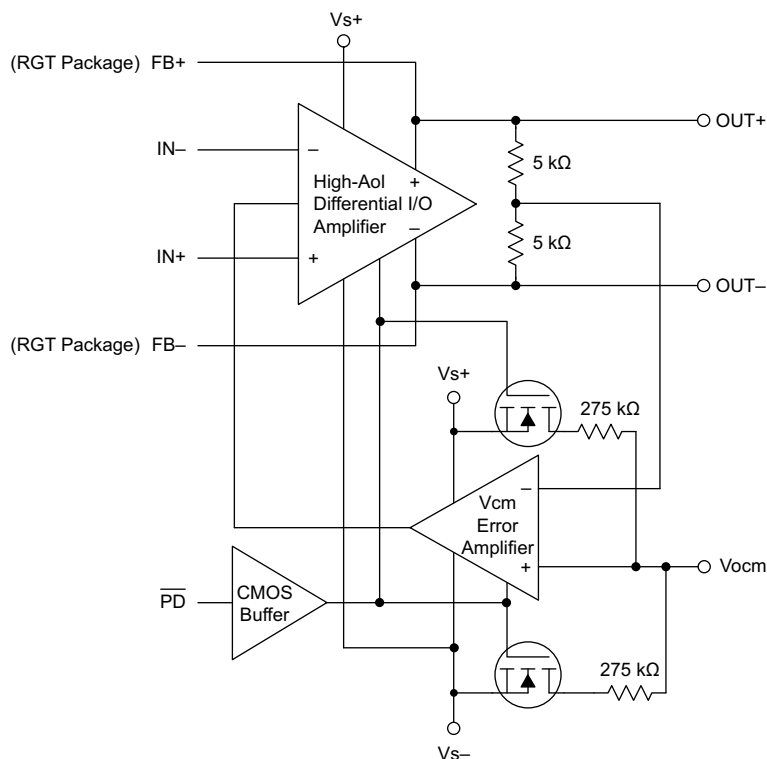 Vs+
(RGT Package) FB+
OUT+
IN–
–
5 kΩ
High-Aol
Differential I/O
Amplifier
+
–
IN+
+
5 kΩ
OUT–
(RGT Package) FB–
Vs+
275 kΩ
–
Vcm
Error
Amplifier
+
Vocm
PD
CMOS
Buffer
275 kΩ
Vs–